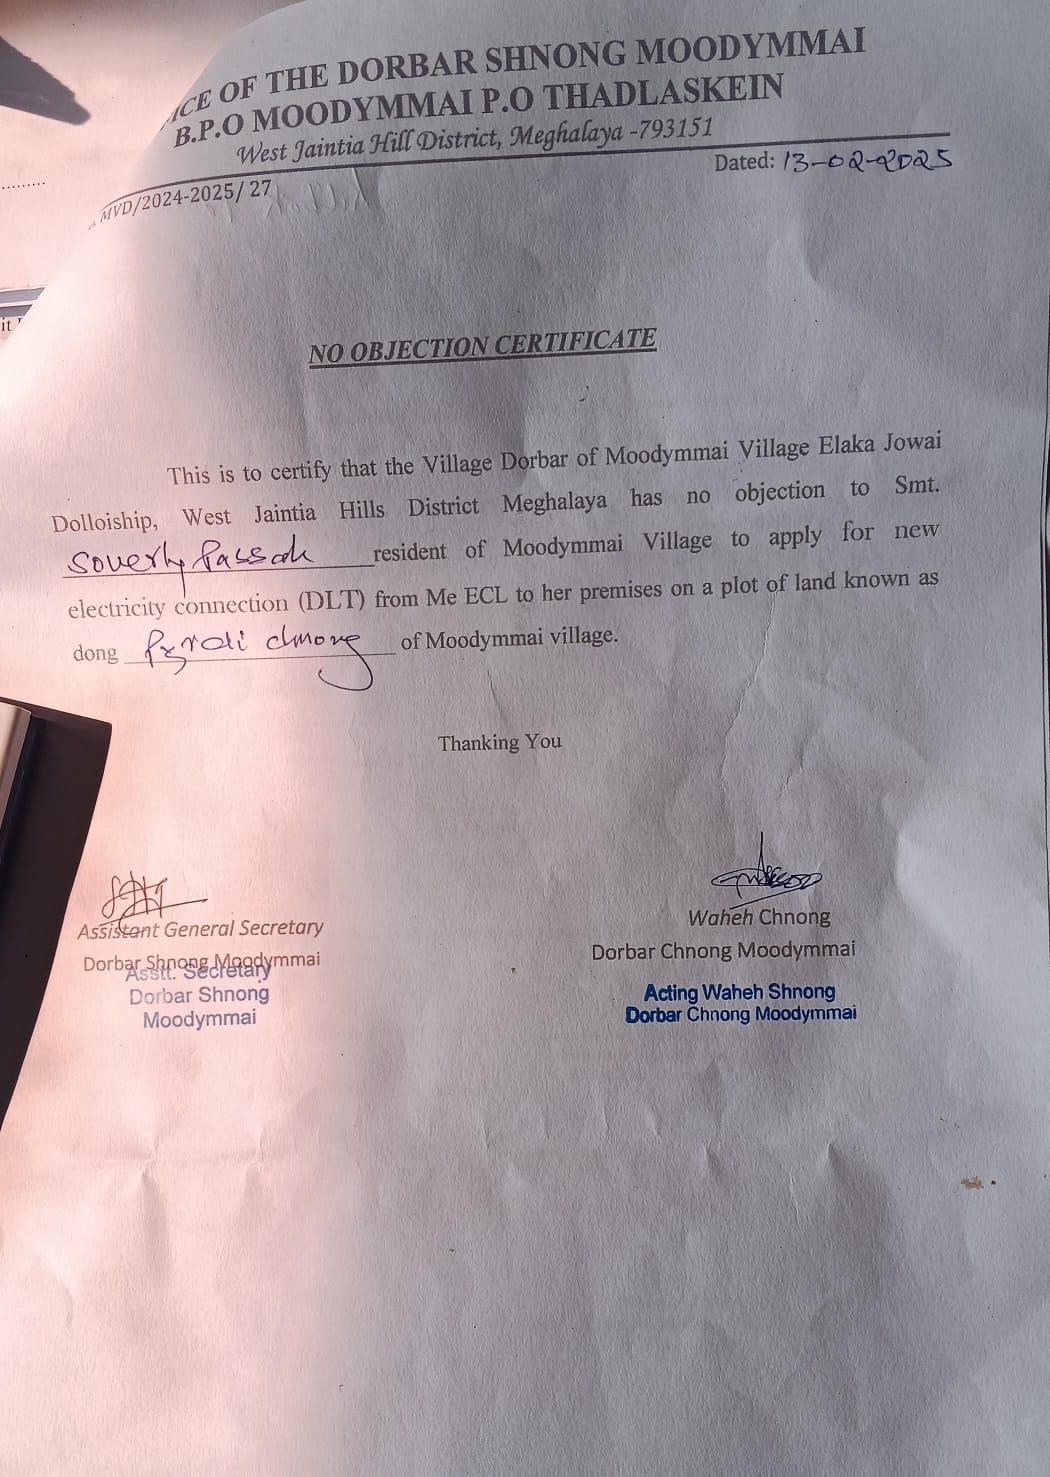 ICE OF THE DORBAR SHNONG MOODYMMAI
B.P.O MOODYMMAI P.O THADLASKEIN
West Jaintia Hill District, Meghalaya -793151
MVD/2024-2025/ 27
Dated: 13-02-2025
it
NO OBJECTION CERTIFICATE
This is to certify that the Village Dorbar of Moodymmai Village Elaka Jowai
Dolloiship, West Jaintia Hills District Meghalaya has no objection to Smt.
Soverly Passah resident of Moodymmai Village to apply for new
electricity connection (DLT) from Me ECL to her premises on a plot of land known as
dong Pyrdi chnong of Moodymmai village.
Thanking You
Assistant General Secretary
Dorbar Shnong Moodymmai
Asstt. Secretary
Dorbar Shnong
Moodymmai
Waheh Chnong
Dorbar Chnong Moodymmai
Acting Waheh Shnong
Dorbar Chnong Moodymmai